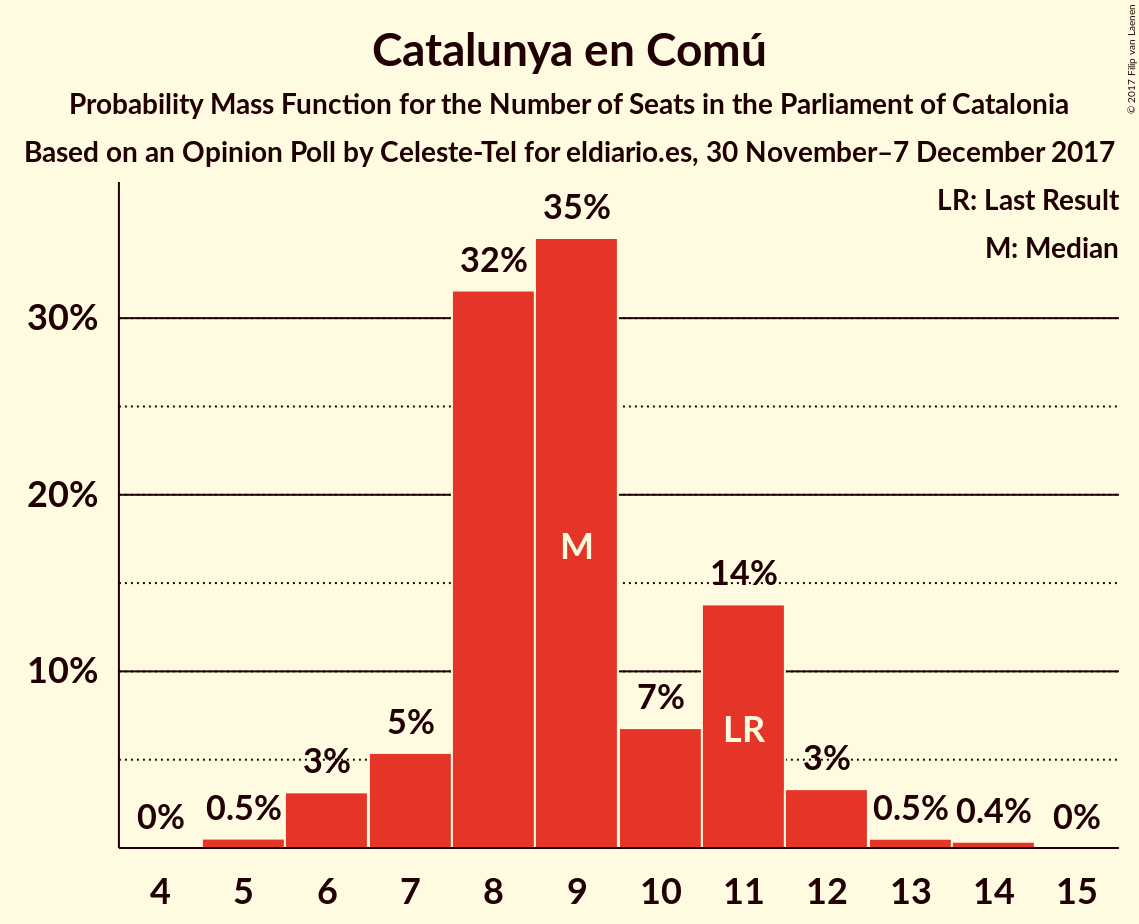 Catalunya en Comú
Probability Mass Function for the Number of Seats in the Parliament of Catalonia
Based on an Opinion Poll by Celeste-Tel for eldiario.es, 30 November–7 December 2017
© 2017 Filip van Laenen
LR: Last Result
M: Median
30%
20%
10%
0%
0.5%
3%
5%
32%
35%
7%
14%
3%
0.5%
0.4%
0%
M
LR
4 5 6 7 8 9 10 11 12 13 14 15